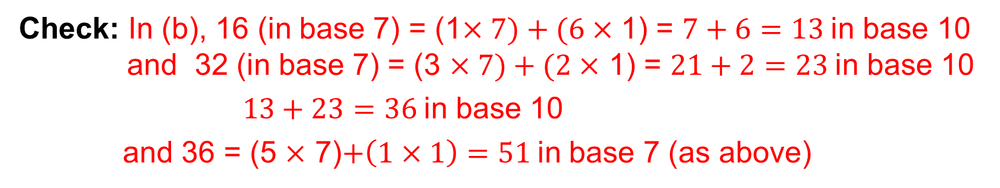 Check: In (b), 16 (in base 7) = (1× 7) + (6 × 1) = 7 + 6 = 13 in base 10
and 32 (in base 7) = (3 × 7) + (2 × 1) = 21 + 2 = 23 in base 10
13 + 23 = 36 in base 10
and 36 = (5 × 7)+(1 × 1) = 51 in base 7 (as above)